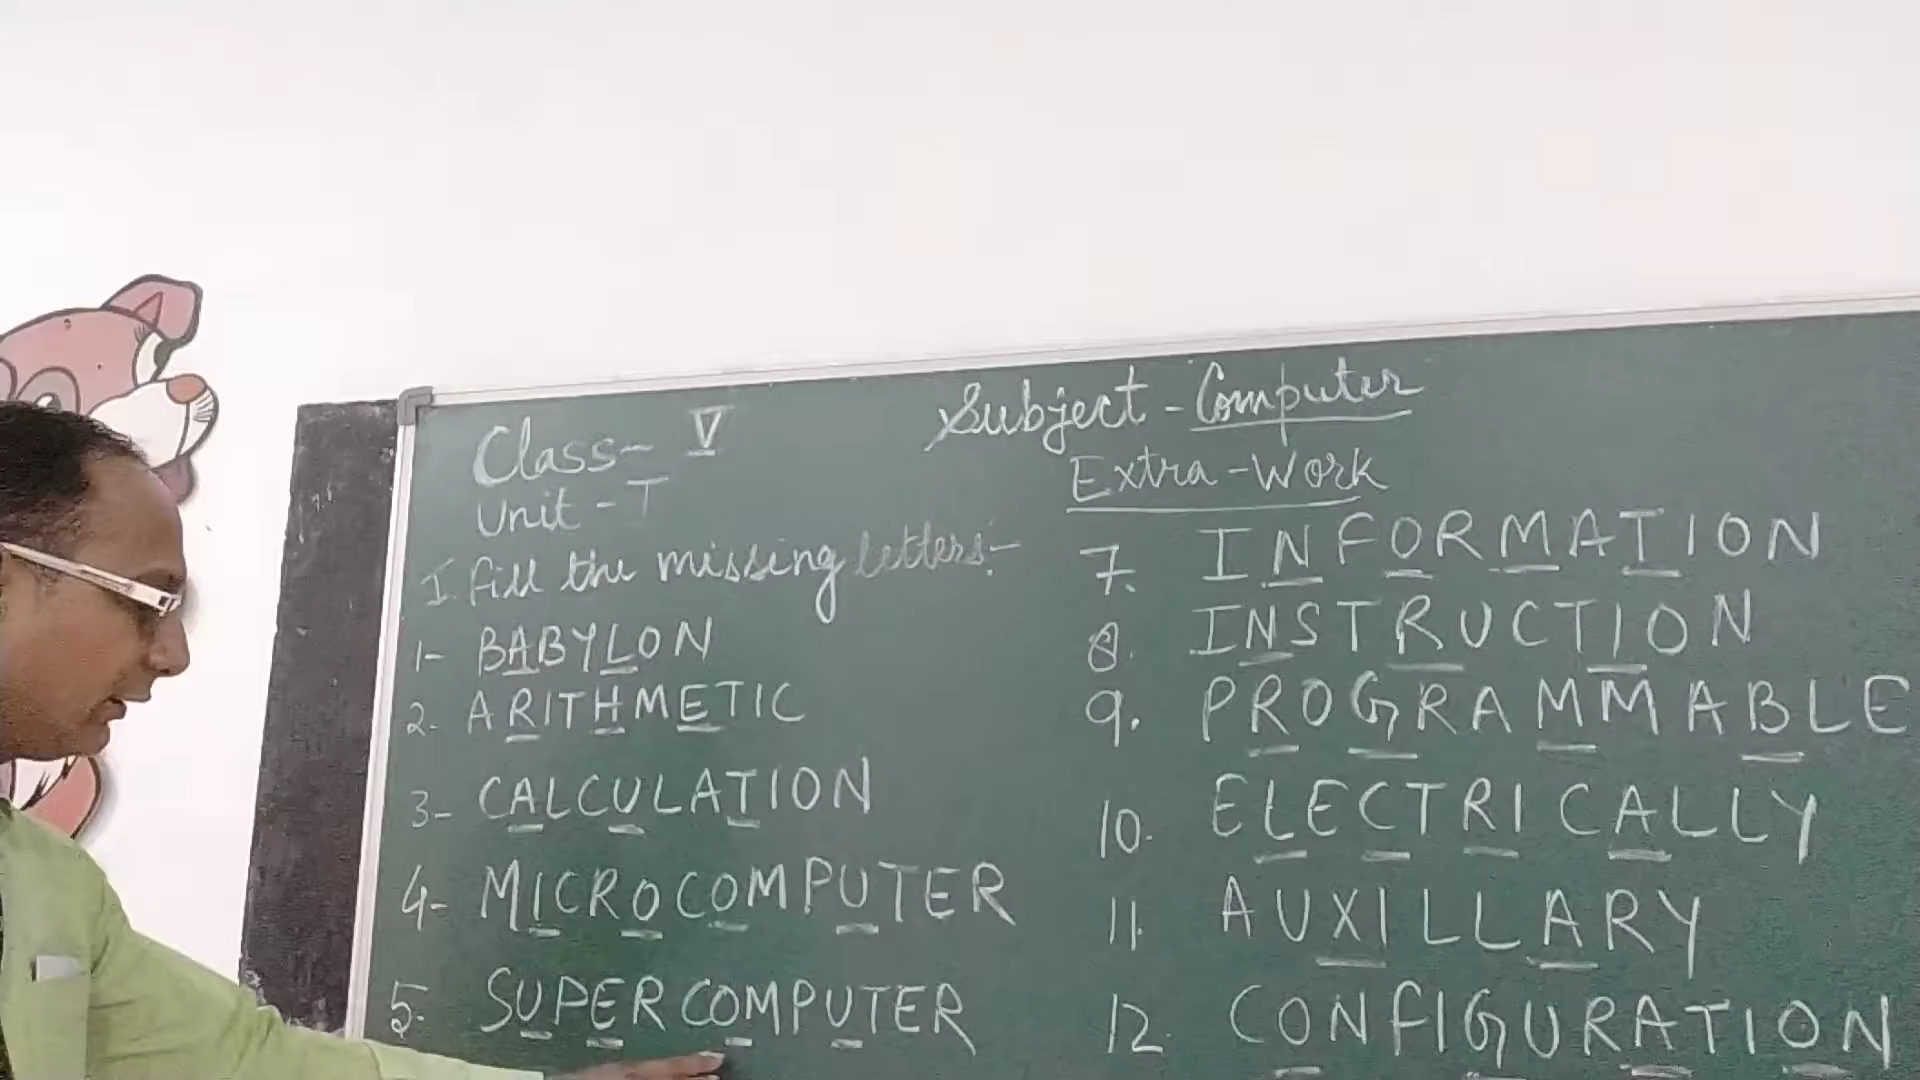 Class- V
Unit - I
Subject - Computer
Extra - Work
I. fill the missing letters:-
1- BABYLON
2- ARITHMETIC
3- CALCULATION
4- MICROCOMPUTER
5- SUPERCOMPUTER
7. INFORMATION
8. INSTRUCTION
9. PROGRAMMABLE
10. ELECTRICALLY
11. AUXILLARY
12. CONFIGURATION